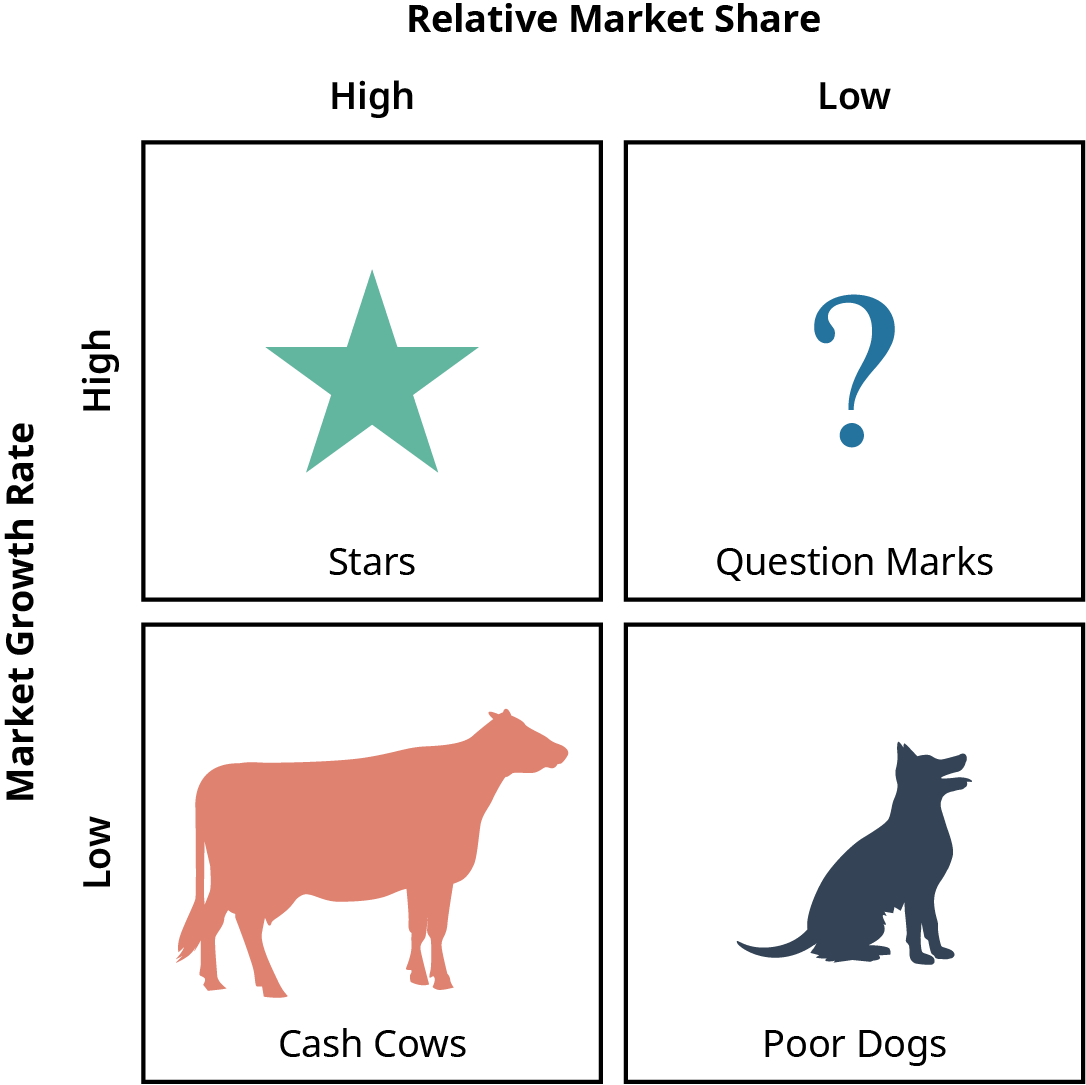 Relative Market Share
High
Low
Market Growth Rate
High
?
Stars
Question Marks
Low
Cash Cows
Poor Dogs